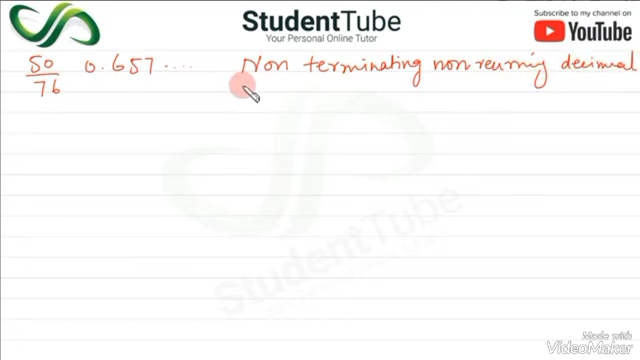 StudentTube
Your Personal Online Tutor
Subscribe to my channel on
YouTube
50/76 0.657.... Non terminating non recurring decimal
StudentTube
Made with
VideoMaker